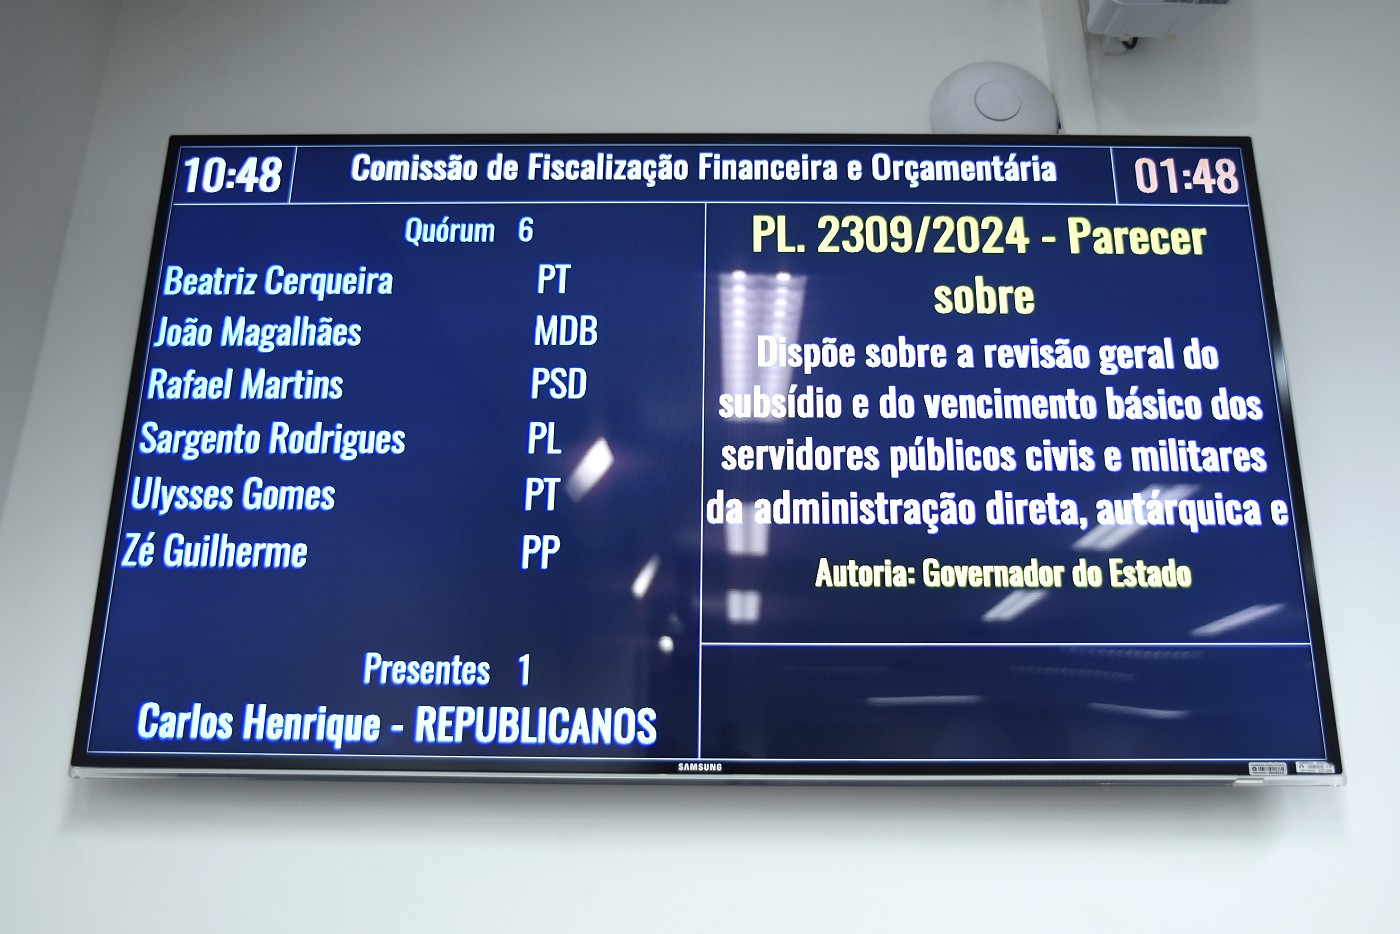 10:48 Comissão de Fiscalização Financeira e Orçamentária 01:48
Quórum 6
Beatriz Cerqueira PT
João Magalhães MDB
Rafael Martins PSD
Sargento Rodrigues PL
Ulysses Gomes PT
Zé Guilherme PP
Presentes 1
Carlos Henrique - REPUBLICANOS
PL. 2309/2024 - Parecer
sobre
Dispõe sobre a revisão geral do
subsídio e do vencimento básico dos
servidores públicos civis e militares
da administração direta, autárquica e
Autoria: Governador do Estado
SAMSUNG